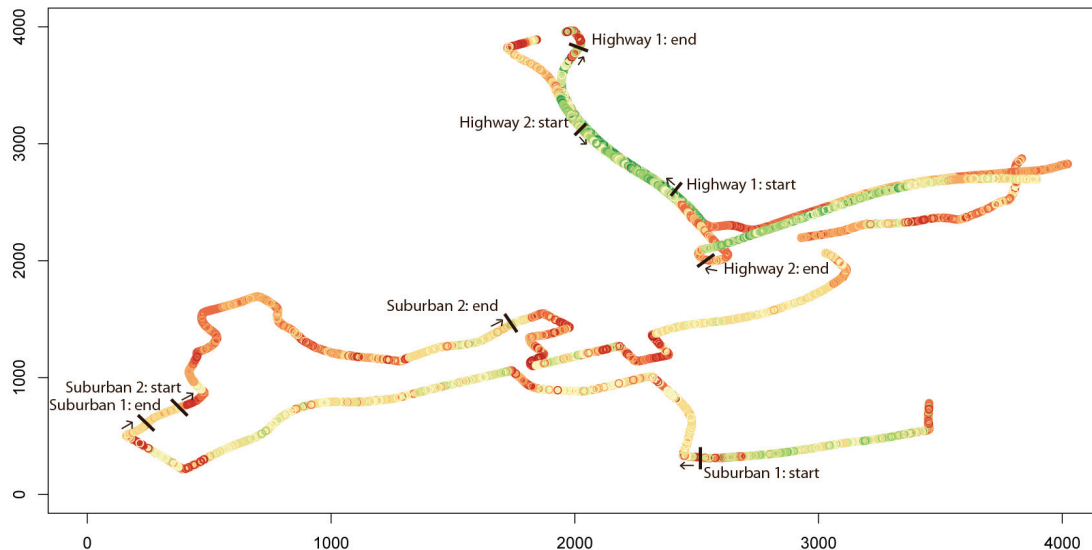 4000
3000
2000
1000
0
Highway 1: end
Highway 2: start
Highway 1: start
Highway 2: end
Suburban 2: end
Suburban 2: start
Suburban 1: end
Suburban 1: start
0 1000 2000 3000 4000